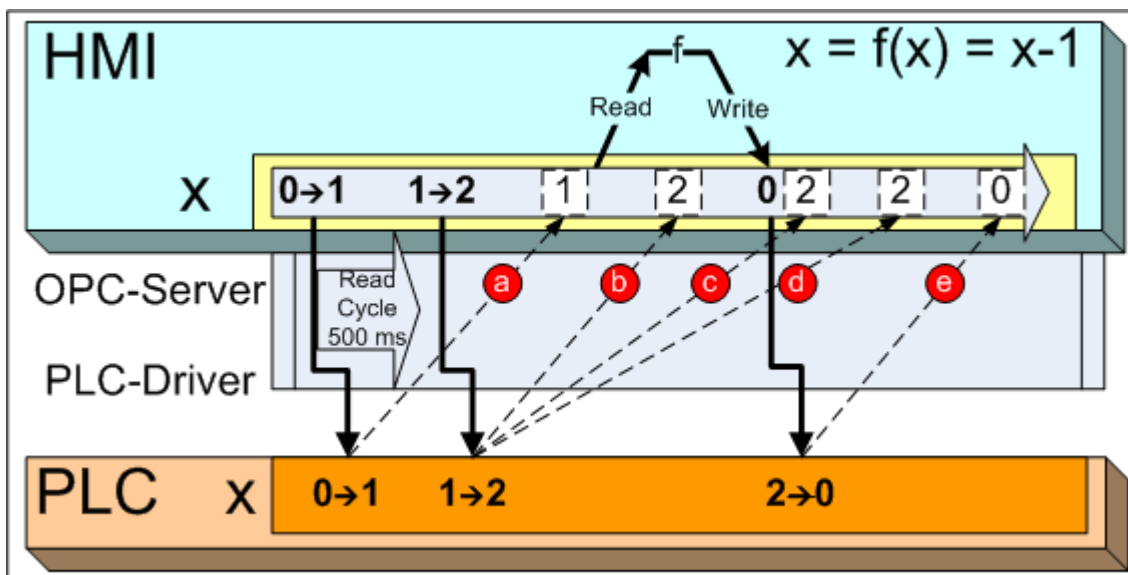 HMI
f
x = f(x) = x-1
Read
Write
x
0→1 1→2 1 2 0 2 2 0
OPC-Server
Read
Cycle
500 ms
a b c d e
PLC-Driver
PLC x 0→1 1→2 2→0